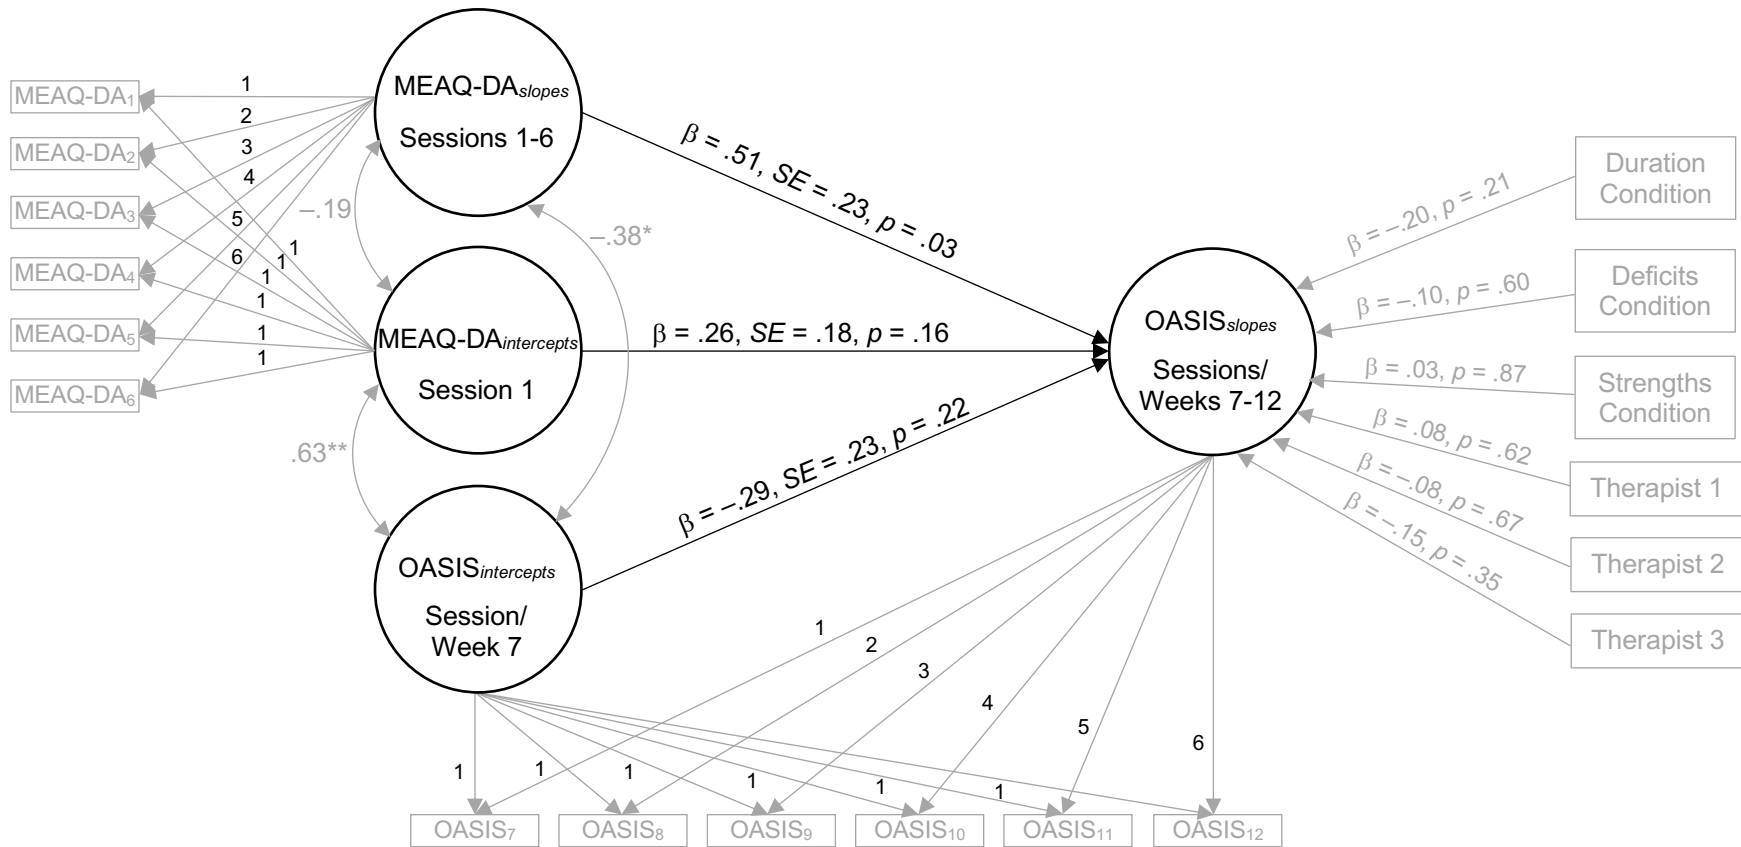 MEAQ-DA1
MEAQ-DA2
MEAQ-DA3
MEAQ-DA4
MEAQ-DA5
MEAQ-DA6
1
2
3
4
5
6
1
1
1
1
1
1
MEAQ-DAslopes
Sessions 1-6
–.19
–.38*
MEAQ-DAintercepts
Session 1
.63**
OASISintercepts
Session/
Week 7
β = .51, SE = .23, p = .03
β = .26, SE = .18, p = .16
β = –.29, SE = .23, p = .22
OASISslopes
Sessions/
Weeks 7-12
β = –.20, p = .21
β = –.10, p = .60
β = .03, p = .87
β = .08, p = .62
β = –.08, p = .67
β = –.15, p = .35
Duration
Condition
Deficits
Condition
Strengths
Condition
Therapist 1
Therapist 2
Therapist 3
1
2
3
4
5
6
1
1
1
1
1
1
OASIS7
OASIS8
OASIS9
OASIS10
OASIS11
OASIS12